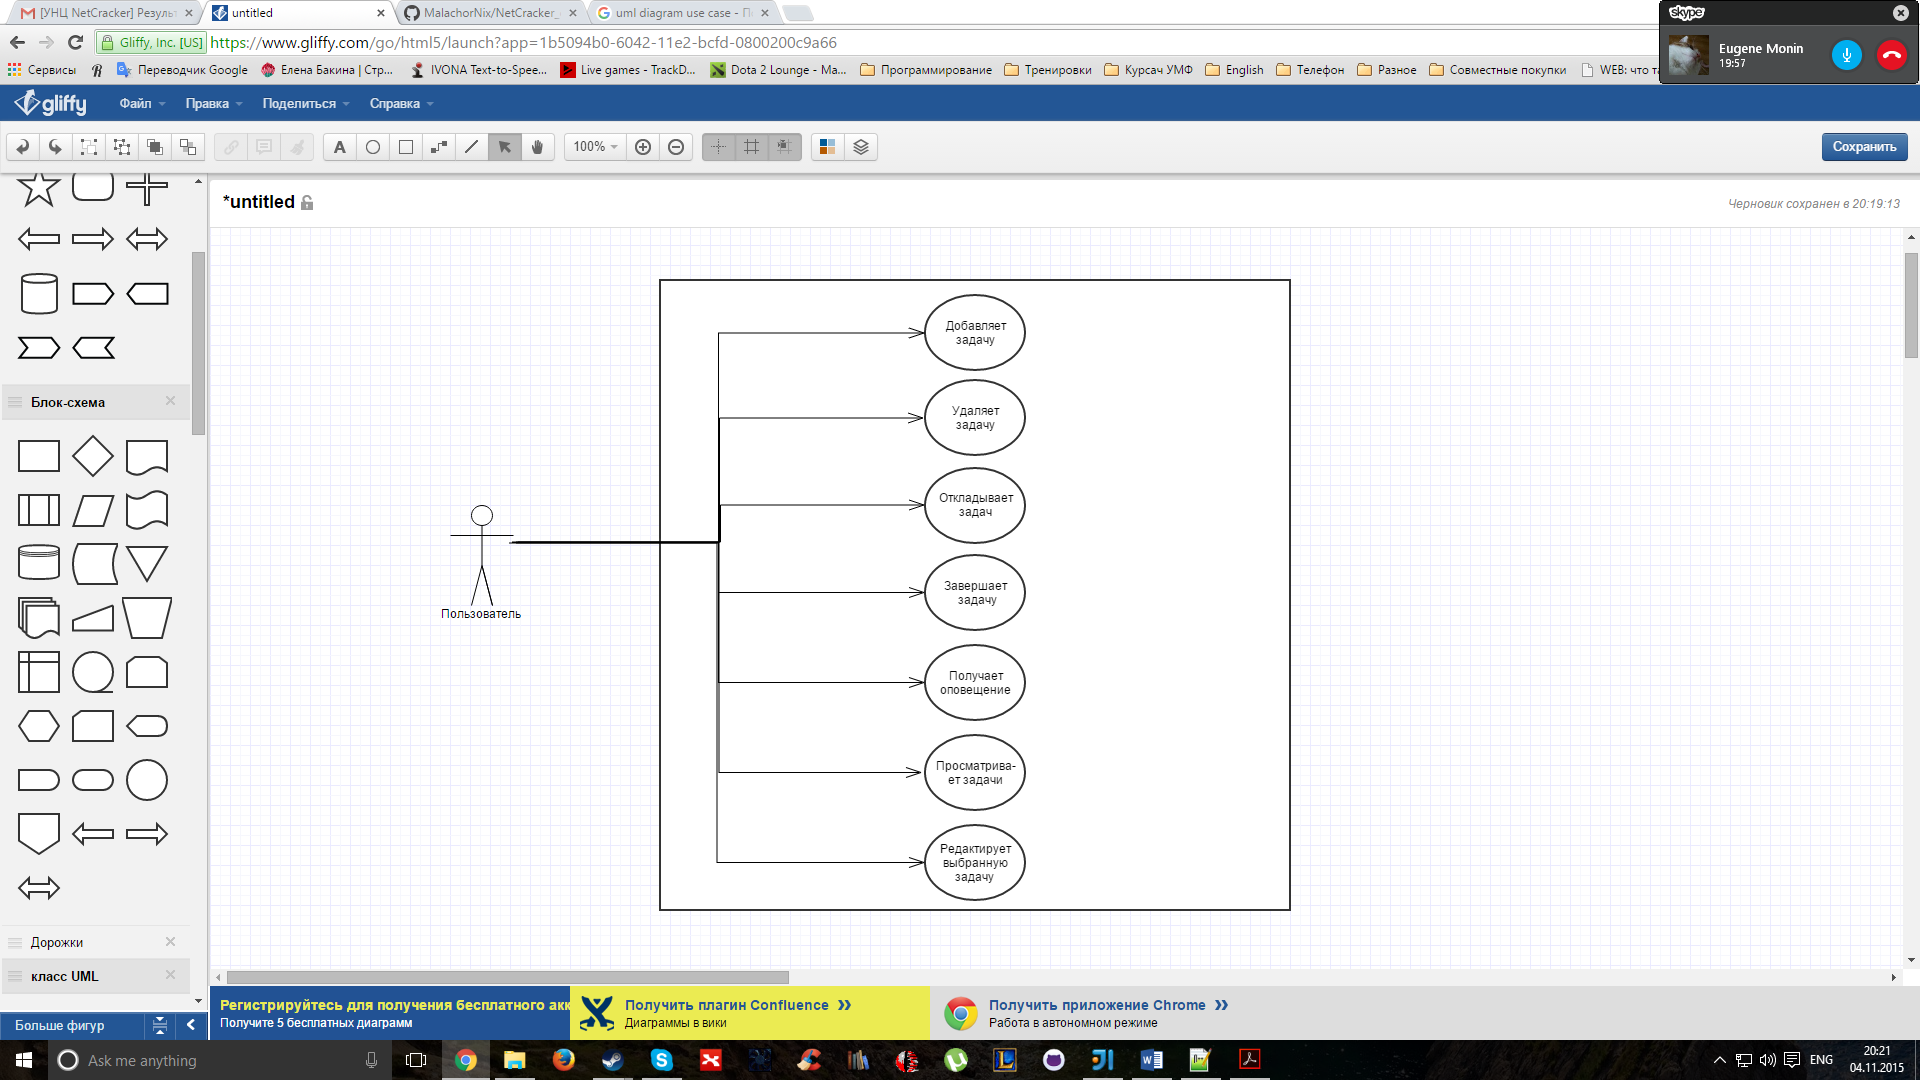 [УНЦ NetCracker] Резул
untitled
MalachorNix/NetCracker_
uml diagram use case - П
skype
Eugene Monin
19:57
Gliffy, Inc. [US]
https://www.gliffy.com/go/html5/launch?app=1b5094b0-6042-11e2-bcfd-0800200c9a66
Сервисы
Переводчик Google
Елена Бакина | Стр...
IVONA Text-to-Spee...
Live games - TrackD...
Dota 2 Lounge - Ma...
Программирование
Тренировки
Курсач УМФ
English
Телефон
Разное
Совместные покупки
WEB: что т
gliffy
Файл
Правка
Поделиться
Справка
A
100%
Сохранить
*untitled
Черновик сохранен в 20:19:13
Блок-схема
Дорожки
класс UML
Больше фигур
Пользователь
Добавляет
задачу
Удаляет
задачу
Откладывает
задач
Завершает
задачу
Получает
оповещение
Просматрива-
ет задачи
Редактирует
выбранную
задачу
Регистрируйтесь для получения бесплатного акк
Получите 5 бесплатных диаграмм
Получить плагин Confluence »
Диаграммы в вики
Получить приложение Chrome »
Работа в автономном режиме
Ask me anything
ENG
20:21
04.11.2015